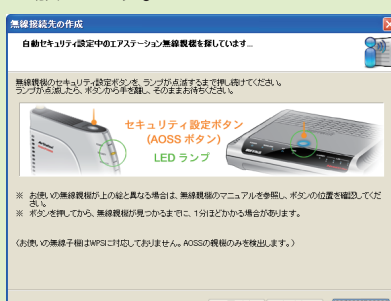 無線接続先の作成
自動セキュリティ設定中のエアステーション無線親機を探しています...
無線親機のセキュリティ設定ボタンを、ランプが点滅するまで押し続けてください。
ランプが点滅したら、ボタンから手を離し、そのままお待ちください。
セキュリティ設定ボタン
(AOSS ボタン)
LED ランプ
※ お使いの無線親機が上の絵と異なる場合は、無線親機のマニュアルを参照し、ボタンの位置を確認してくだ
さい。
※ ボタンを押してから、無線親機が見つかるまでに、1分ほどかかる場合があります。
(お使いの無線子機はWPSに対応しておりません。AOSSの親機のみを検出します。)